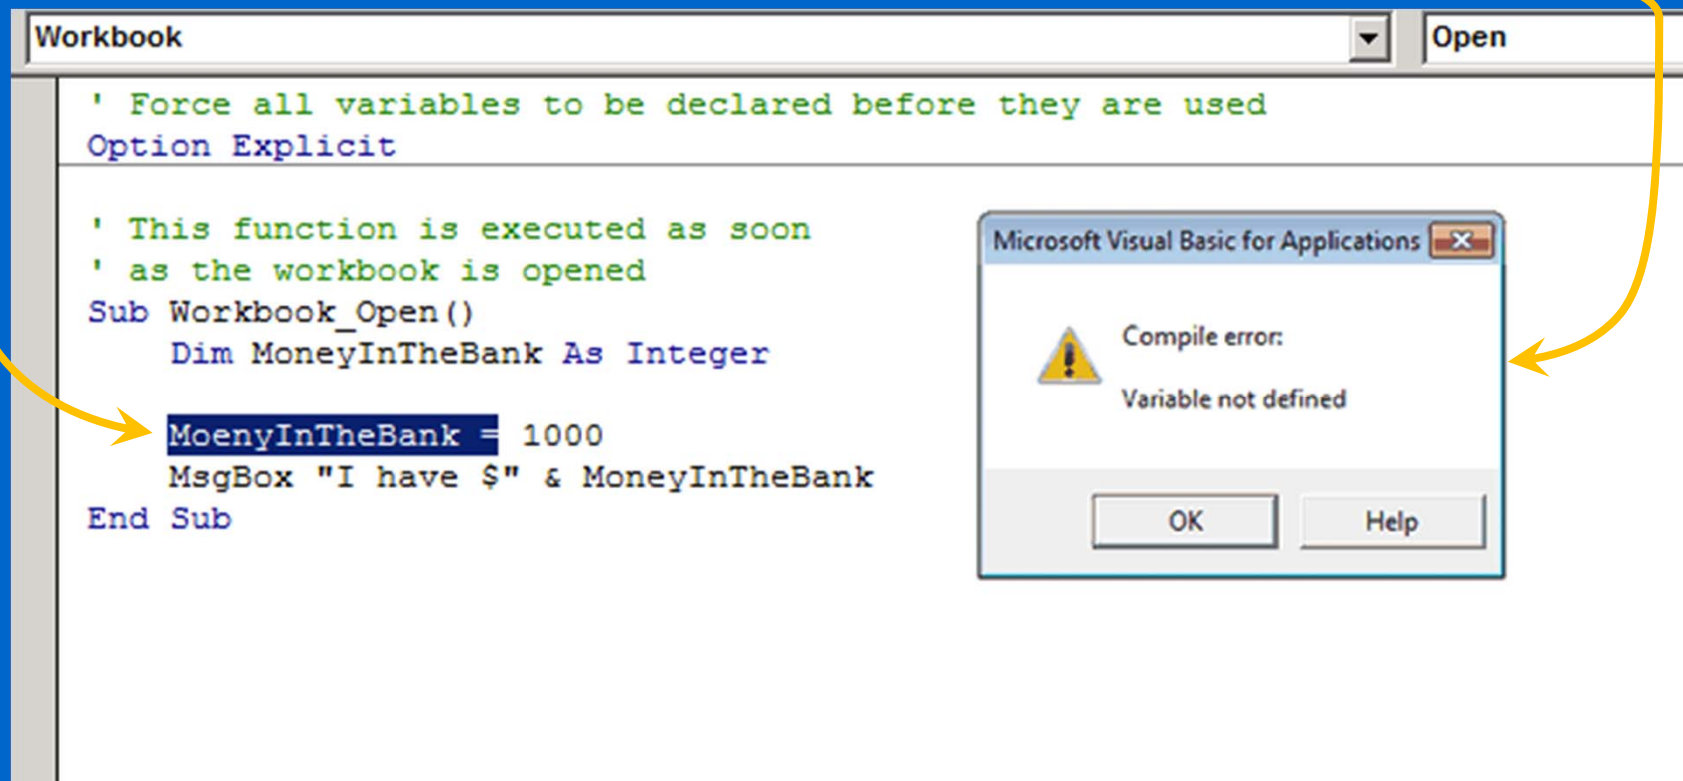 Workbook
Open
' Force all variables to be declared before they are used
Option Explicit
' This function is executed as soon
' as the workbook is opened
Sub Workbook_Open()
Dim MoneyInTheBank As Integer
MoenyInTheBank = 1000
MsgBox "I have $" & MoneyInTheBank
End Sub
Microsoft Visual Basic for Applications
Compile error:
Variable not defined
OK
Help